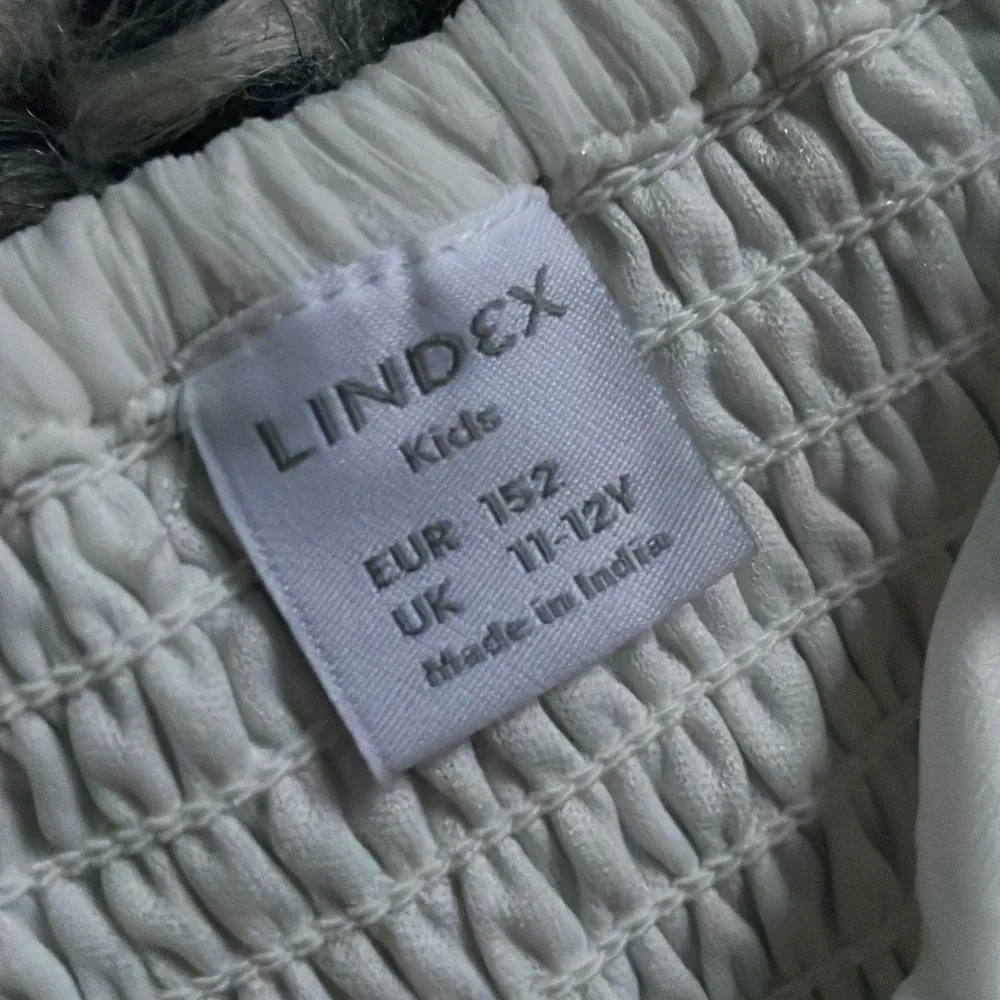 LINDEX
Kids
EUR 152
UK 11-12Y
Made in India